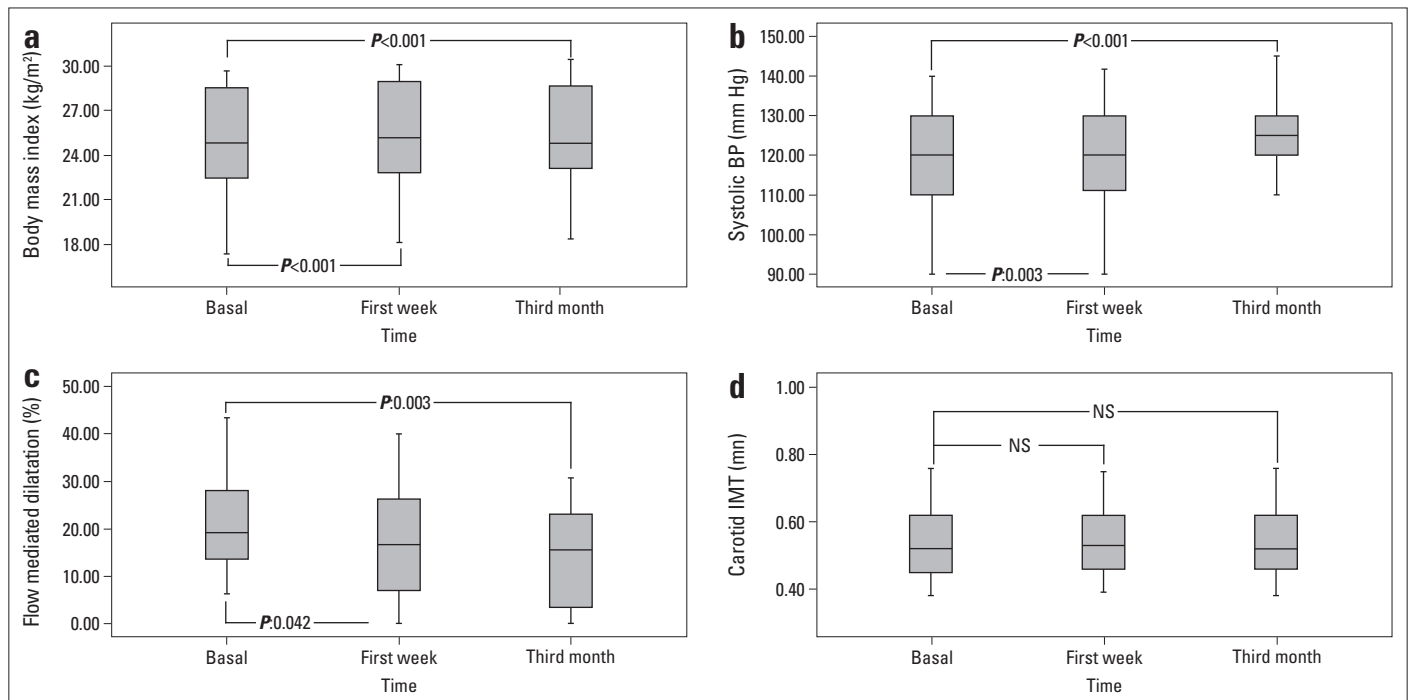 a
P<0.001
Body mass index (kg/m²)
30.00
27.00
24.00
21.00
18.00
P<0.001
Basal First week Third month
Time
b
P<0.001
Systolic BP (mm Hg)
150.00
140.00
130.00
120.00
110.00
100.00
90.00
P:0.003
Basal First week Third month
Time
c
P:0.003
Flow mediated dilatation (%)
50.00
40.00
30.00
20.00
10.00
0.00
P:0.042
Basal First week Third month
Time
d
NS
NS
Carotid IMT (mn)
1.00
0.80
0.60
0.40
Basal First week Third month
Time